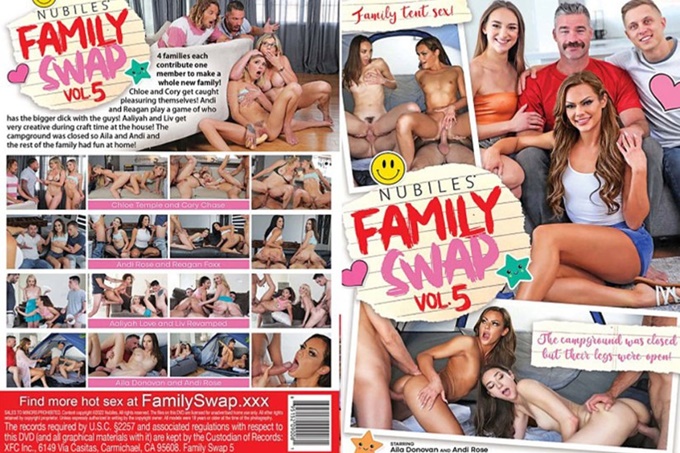 NUBILES'
FAMILY
SWAP
VOL.5
4 families each
contribute one
member to make a
whole new family!
Chloe and Cory get caught
pleasuring themselves! Andi
and Reagan play a game of who
has the bigger dick with the guys! Aaliyah and Liv get
very creative during craft time at the house! The
campground was closed so Aila and Andi and
the rest of the family had fun at home!
Chloe Temple and Cory Chase
Andi Rose and Reagan Foxx
Aaliyah Love and Liv Revamped
Aila Donovan and Andi Rose
Find more hot sex at FamilySwap.xxx
The records required by U.S.C. §2257 and associated regulations with respect to
this DVD (and all graphical materials with it) are kept by the Custodian of Records:
XFC Inc., 6149 Via Casitas, Carmichael, CA 95608. Family Swap 5
Family tent sex!
NUBILES'
FAMILY
SWAP
VOL.5
The campground was closed
but their legs were open!
STARRING
Aila Donovan and Andi Rose